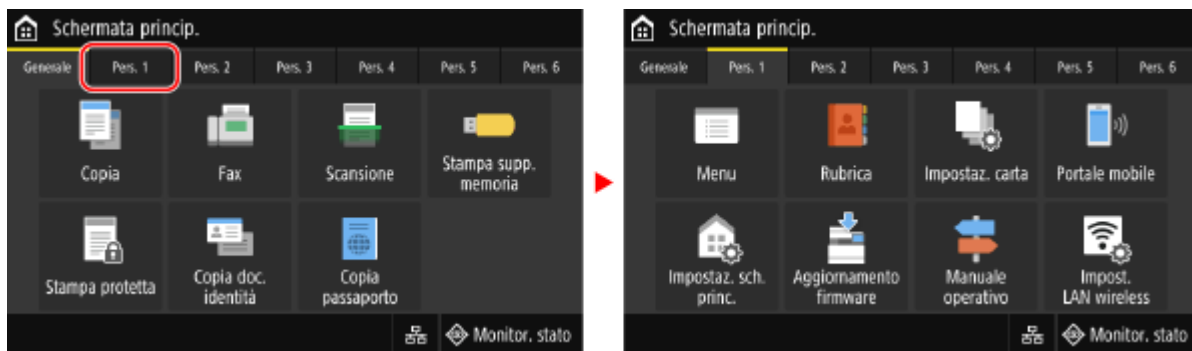 Schermata princip.
Generale Pers. 1 Pers. 2 Pers. 3 Pers. 4 Pers. 5 Pers. 6
Copia
Fax
Scansione
Stampa supp.
memoria
Stampa protetta
Copia doc.
identità
Copia
passaporto
Monitor. stato
Schermata princip.
Generale Pers. 1 Pers. 2 Pers. 3 Pers. 4 Pers. 5 Pers. 6
Menu
Rubrica
Impostaz. carta
Portale mobile
Impostaz. sch.
princ.
Aggiornamento
firmware
Manuale
operativo
Impost.
LAN wireless
Monitor. stato